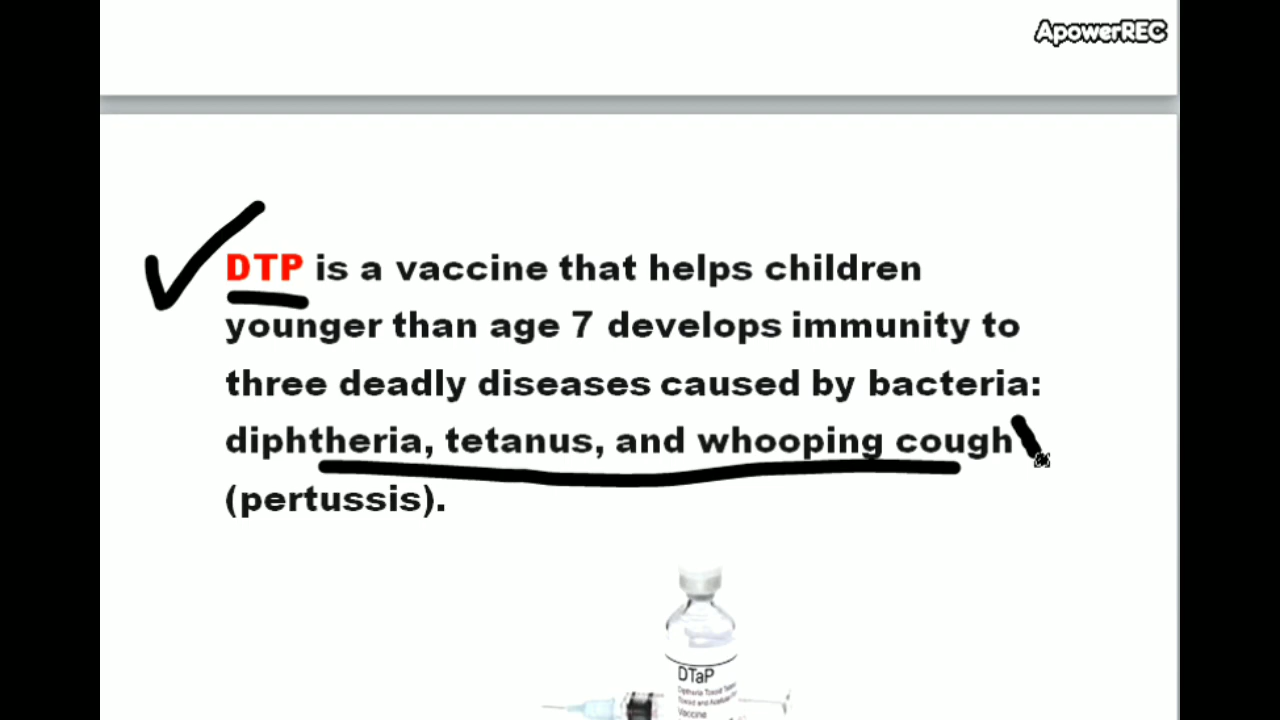 ApowerREC
DTP is a vaccine that helps children
younger than age 7 develops immunity to
three deadly diseases caused by bacteria:
diphtheria, tetanus, and whooping cough
(pertussis).
DTaP
Vaccine